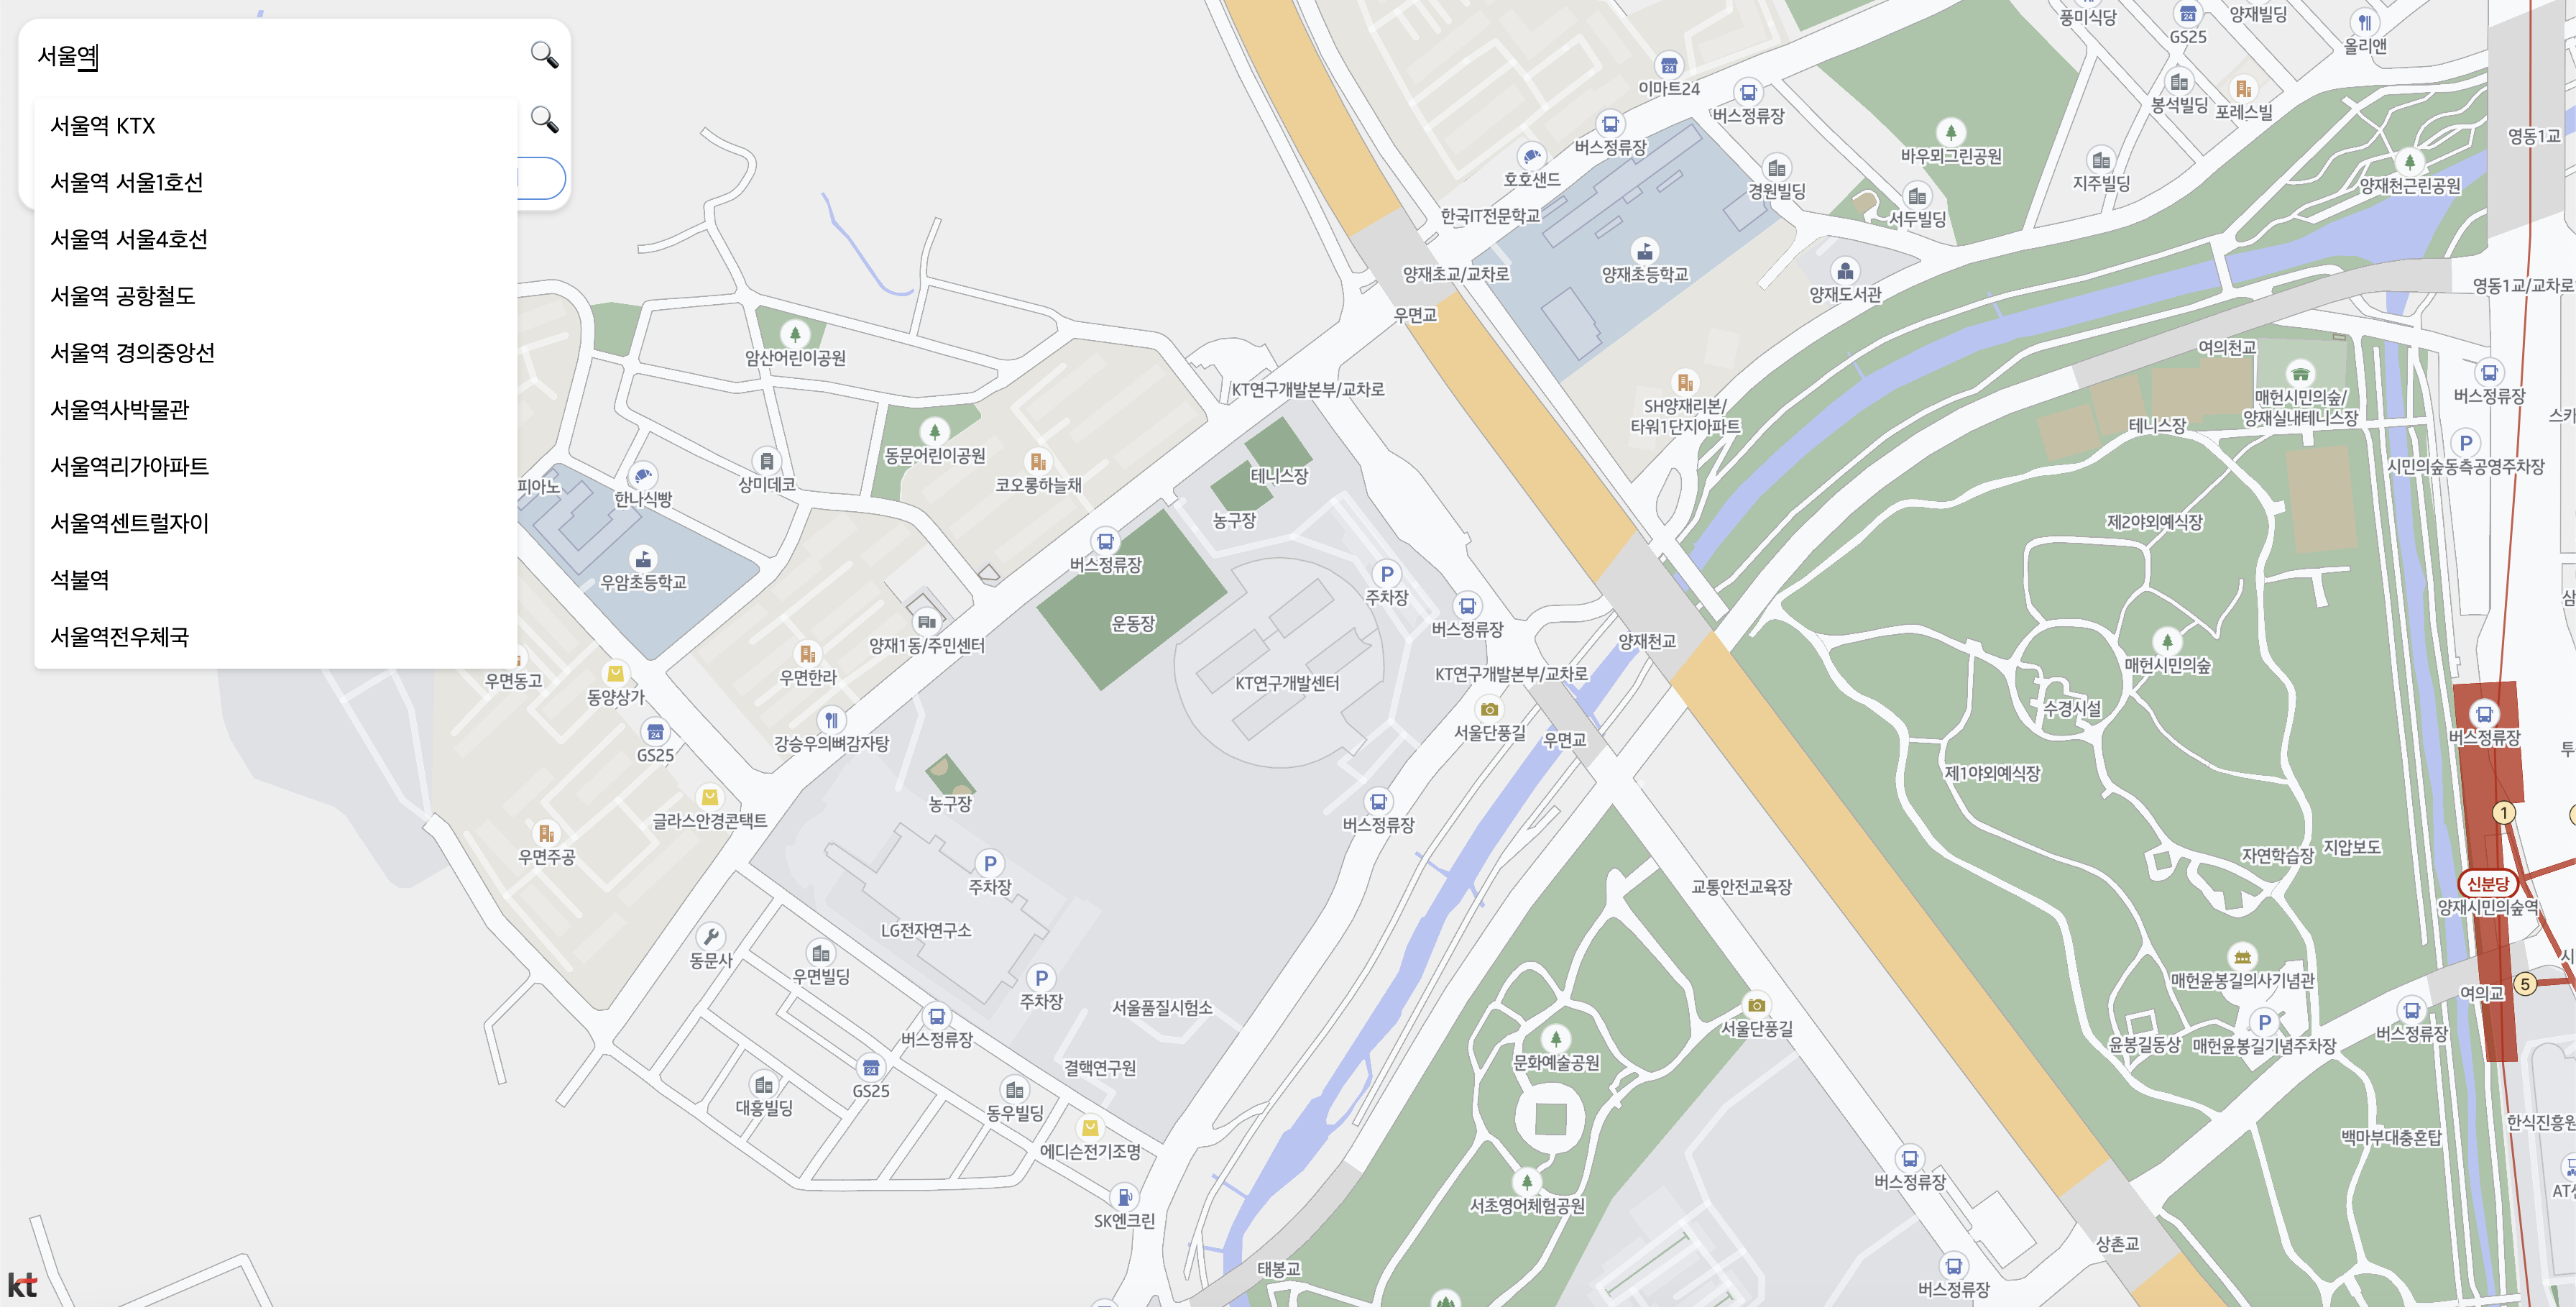 서울역
서울역 KTX
서울역 서울1호선
서울역 서울4호선
서울역 공항철도
서울역 경의중앙선
서울역사박물관
서울역리가아파트
서울역센트럴자이
석불역
서울역전우체국
풍미식당
24
GS25
양재빌딩
올리앤
24
이마트24
버스정류장
버스정류장
봉석빌딩
포레스빌
영동1교
호호샌드
바우뫼그린공원
경원빌딩
지주빌딩
양재천근린공원
한국IT전문학교
서두빌딩
양재초교/교차로
양재초등학교
양재도서관
영동1교/교차로
우면교
암산어린이공원
여의천교
KT연구개발본부/교차로
SH양재리본/
타워1단지아파트
매헌시민의숲/
양재실내테니스장
버스정류장
테니스장
P
시민의숲동측공영주차장
동문어린이공원
코오롱하늘채
테니스장
피아노
한나식빵
상미데코
농구장
제2야외예식장
버스정류장
우암초등학교
P
주차장
운동장
버스정류장
양재1동/주민센터
양재천교
매헌시민의숲
우면동고
동양상가
우면한라
KT연구개발센터
KT연구개발본부/교차로
수경시설
서울단풍길
우면교
버스정류장
24
GS25
강승우의뼈감자탕
제1야외예식장
농구장
글라스안경콘택트
버스정류장
1
우면주공
P
주차장
자연학습장
지압보도
교통안전교육장
신분당
양재시민의숲역
LG전자연구소
동문사
우면빌딩
P
주차장
매헌윤봉길의사기념관
5
여의교
서울품질시험소
서울단풍길
버스정류장
버스정류장
윤봉길동상
P
매헌윤봉길기념주차장
문화예술공원
결핵연구원
24
GS25
대흥빌딩
동우빌딩
에디슨전기조명
백마부대충혼탑
한식진흥원
버스정류장
서초영어체험공원
SK엔크린
상촌교
태봉교
버스정류장
kt